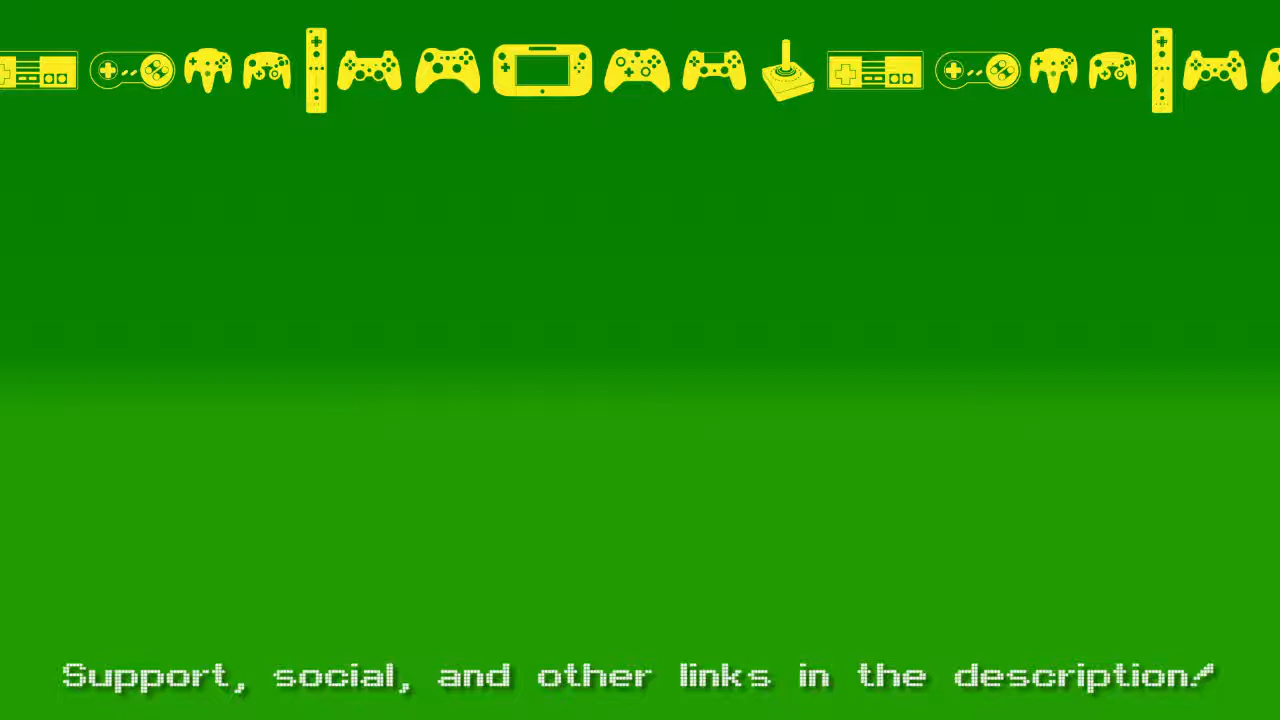 Support, social, and other links in the description!